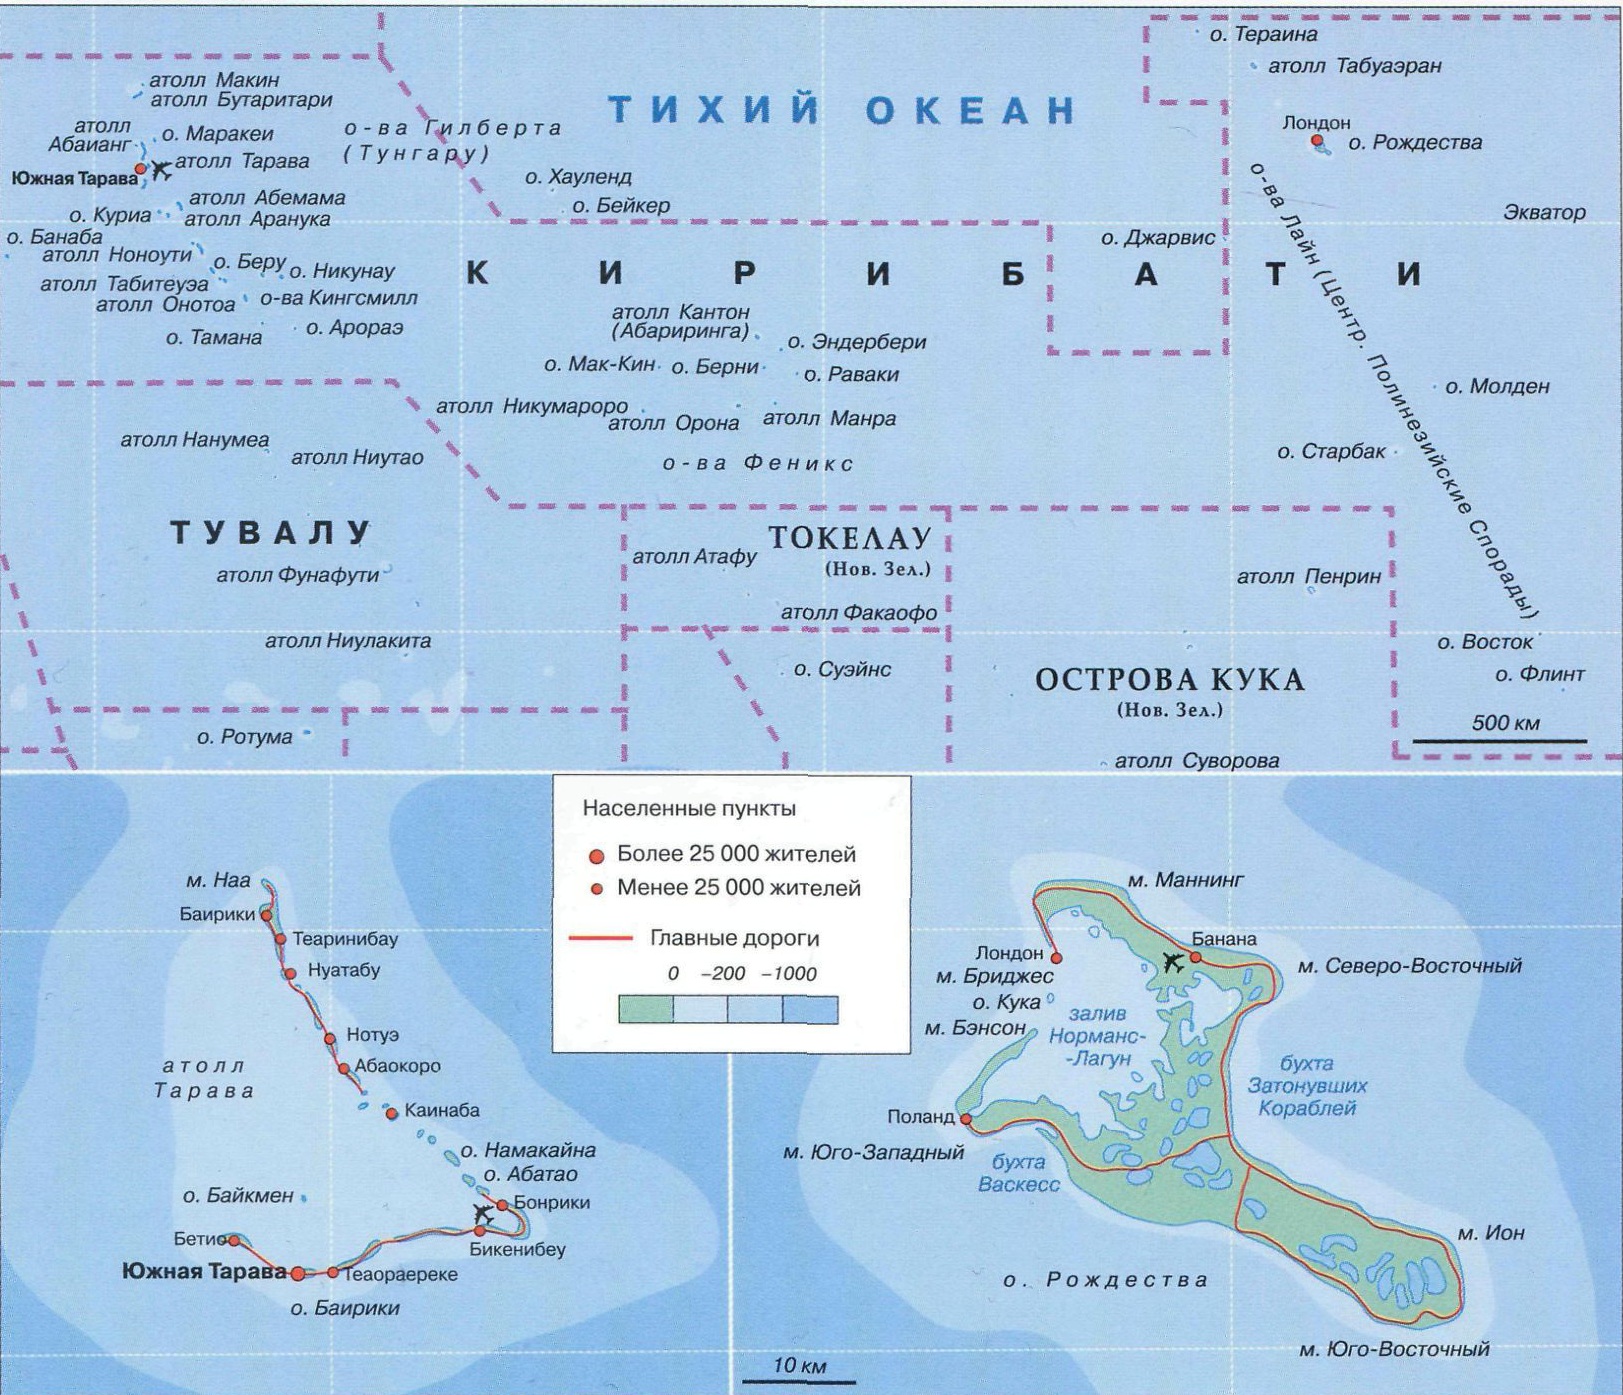 о. Тераина
атолл Табуаэран
атолл Макин
атолл Бутаритари
ТИХИЙ ОКЕАН
атолл
Абаианг
о. Маракеи
о-ва Гилберта
(Тунгару)
Лондон
о. Рождества
атолл Тарава
Южная Тарава
о. Хауленд
о. Бейкер
атолл Абемама
о. Куриа
атолл Аранука
Экватор
о. Банаба
атолл Ноноути
о. Беру
о. Никунау
о. Джарвис
КИРИБАТИ
атолл Табитеуэа
атолл Онотоа
о-ва Кингсмилл
о. Тамана
о. Арораэ
о-ва Лайн (Центр. Полинезийские Спорады)
атолл Кантон
(Абариринга)
о. Эндербери
о. Мак-Кин
о. Берни
о. Раваки
о. Молден
атолл Никумароро
атолл Орона
атолл Манра
атолл Нанумеа
атолл Ниутао
о-ва Феникс
о. Старбак
ТУВАЛУ
ТОКЕЛАУ
(Нов. Зел.)
атолл Атафу
атолл Фунафути
атолл Пенрин
атолл Факаофо
атолл Ниулакита
о. Восток
о. Суэйнс
о. Флинт
ОСТРОВА КУКА
(Нов. Зел.)
500 км
о. Ротума
атолл Суворова
Населенные пункты
Более 25 000 жителей
Менее 25 000 жителей
Главные дороги
0 –200 –1000
м. Наа
Баирики
Теаринибау
Нуатабу
Нотуэ
Абаокоро
атолл
Тарава
Каинаба
о. Намакайна
о. Абатао
о. Байкмен
Бонрики
Бетио
Бикенибеу
Южная Тарава
Теаораереке
о. Баирики
м. Маннинг
Банана
Лондон
м. Бриджес
м. Северо-Восточный
о. Кука
м. Бэнсон
залив
Норманс-
-Лагун
бухта
Затонувших
Кораблей
Поланд
м. Юго-Западный
бухта
Васкесс
м. Ион
о. Рождества
м. Юго-Восточный
10 км